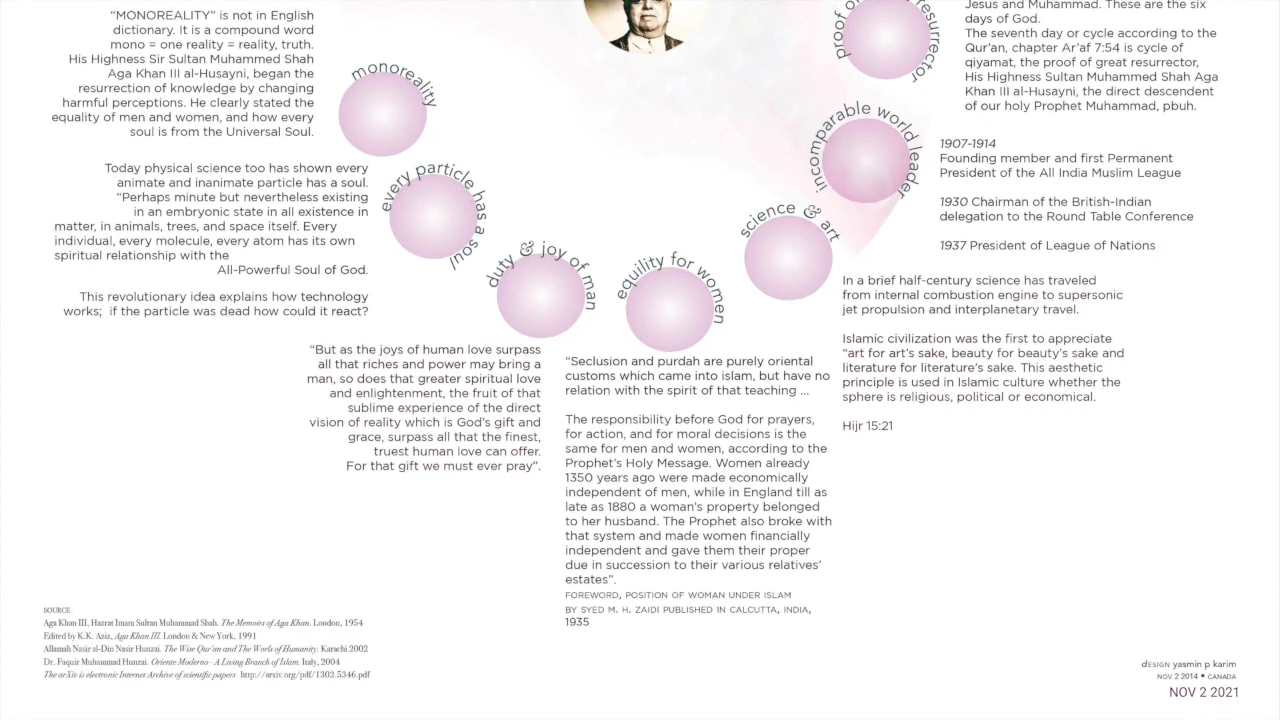 “MONOREALITY” is not in English
dictionary. It is a compound word
mono = one reality = reality, truth.
His Highness Sir Sultan Muhammed Shah
Aga Khan III al-Husayni, began the
resurrection of knowledge by changing
harmful perceptions. He clearly stated the
equality of men and women, and how every
soul is from the Universal Soul.
monoreality
Today physical science too has shown every
animate and inanimate particle has a soul.
“Perhaps minute but nevertheless existing
in an embryonic state in all existence in
matter, in animals, trees, and space itself. Every
individual, every molecule, every atom has its own
spiritual relationship with the
All-Powerful Soul of God.
This revolutionary idea explains how technology
works; if the particle was dead how could it react?
every particle has a soul
duty & joy of man
“But as the joys of human love surpass
all that riches and power may bring a
man, so does that greater spiritual love
and enlightenment, the fruit of that
sublime experience of the direct
vision of reality which is God’s gift and
grace, surpass all that the finest,
truest human love can offer.
For that gift we must ever pray”.
equility for women
“Seclusion and purdah are purely oriental
customs which came into islam, but have no
relation with the spirit of that teaching ...
The responsibility before God for prayers,
for action, and for moral decisions is the
same for men and women, according to the
Prophet’s Holy Message. Women already
1350 years ago were made economically
independent of men, while in England till as
late as 1880 a woman’s property belonged
to her husband. The Prophet also broke with
that system and made women financially
independent and gave them their proper
due in succession to their various relatives’
estates”.
FOREWORD, POSITION OF WOMAN UNDER ISLAM
BY SYED M. H. ZAIDI PUBLISHED IN CALCUTTA, INDIA,
1935
science & art
In a brief half-century science has traveled
from internal combustion engine to supersonic
jet propulsion and interplanetary travel.
Islamic civilization was the first to appreciate
“art for art’s sake, beauty for beauty’s sake and
literature for literature’s sake. This aesthetic
principle is used in Islamic culture whether the
sphere is religious, political or economical.
Hijr 15:21
incomparable world leader
1907-1914
Founding member and first Permanent
President of the All India Muslim League
1930 Chairman of the British-Indian
delegation to the Round Table Conference
1937 President of League of Nations
proof of resurrector
Jesus and Muhammad. These are the six
days of God.
The seventh day or cycle according to the
Qur’an, chapter Ar’af 7:54 is cycle of
qiyamat, the proof of great resurrector,
His Highness Sultan Muhammed Shah Aga
Khan III al-Husayni, the direct descendent
of our holy Prophet Muhammad, pbuh.
SOURCE
Aga Khan III, Hazrat Imam Sultan Muhammad Shah. The Memoirs of Aga Khan. London, 1954
Edited by K.K. Aziz, Aga Khan III. London & New York, 1991
Allamah Nasir al-Din Nasir Hunzai. The Wise Qur’an and The Worls of Humanity. Karachi 2002
Dr. Faquir Muhammad Hunzai. Oriente Moderno - A Living Branch of Islam. Italy, 2004
The arXiv is electronic Internet Archive of scientific papers http://arxiv.org/pdf/1302.5346.pdf
dESIGN yasmin p karim
NOV 2 2014 • CANADA
NOV 2 2021